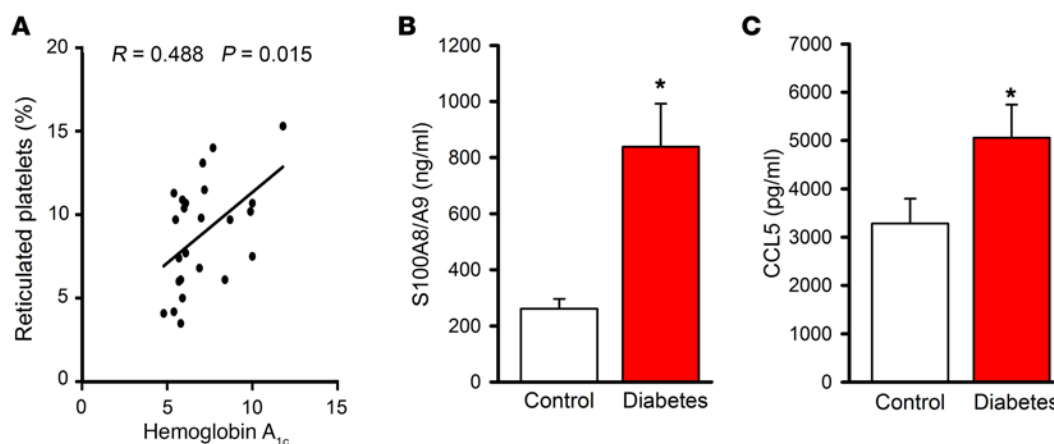 A
R = 0.488 P = 0.015
Reticulated platelets (%)
20
15
10
5
0
0
5
10
15
Hemoglobin A1c
B
S100A8/A9 (ng/ml)
1200
1000
800
600
400
200
0
*
Control
Diabetes
C
CCL5 (pg/ml)
7000
6000
5000
4000
3000
2000
1000
0
*
Control
Diabetes